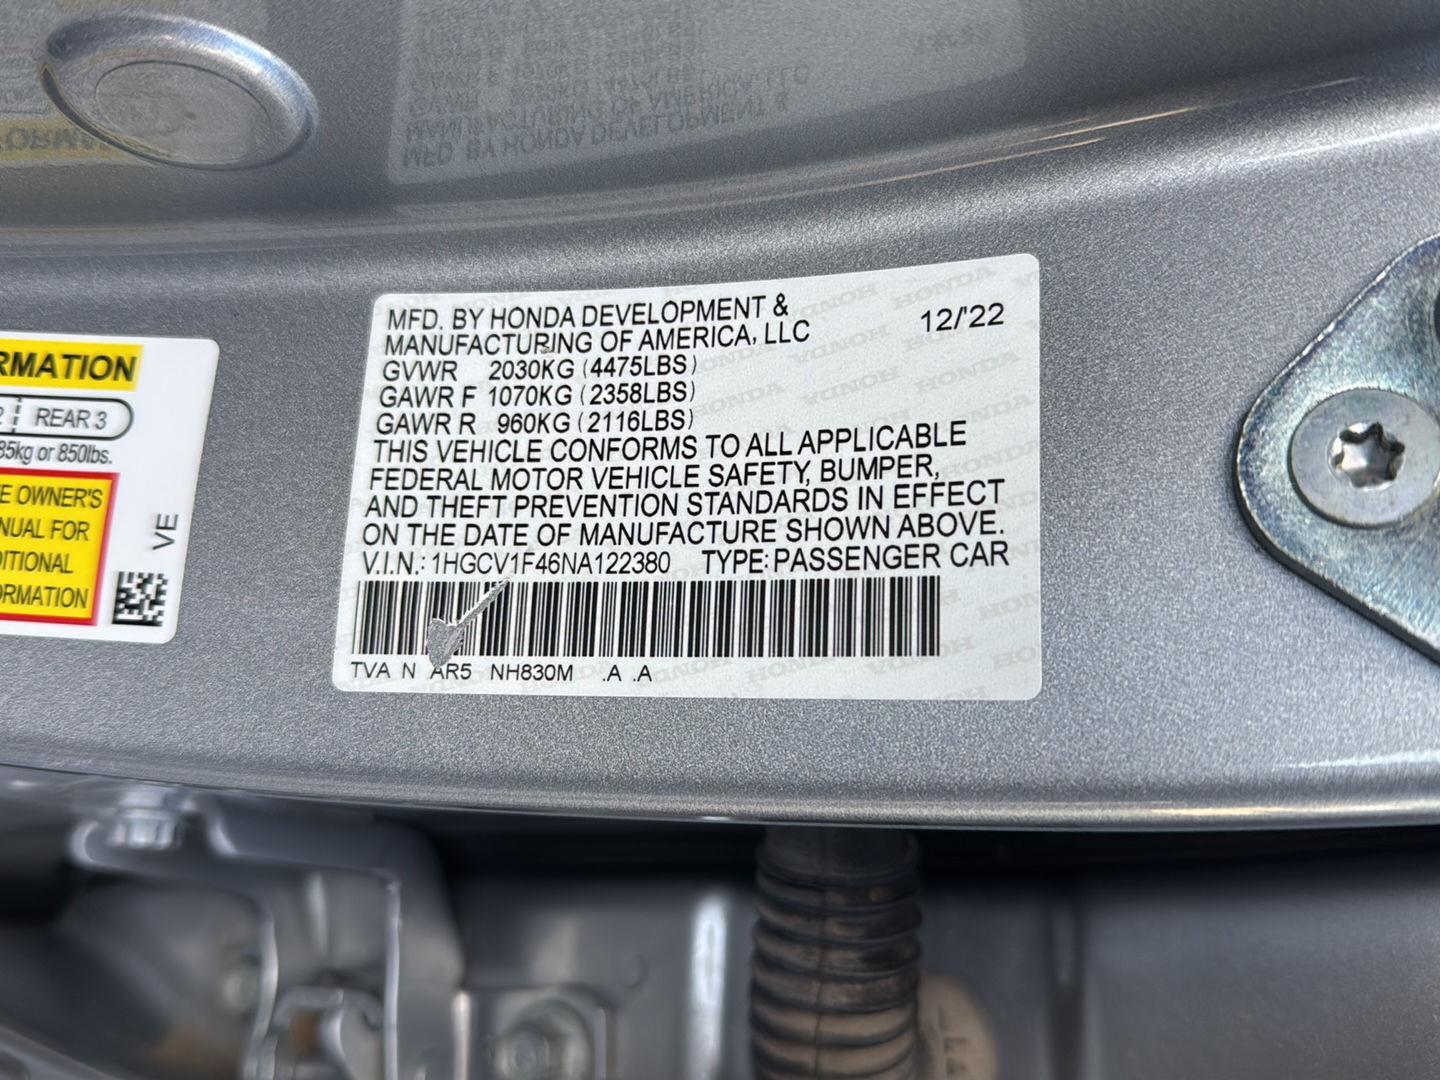 RMATION
2 REAR 3
85kg or 850lbs.
E OWNER'S
NUAL FOR
DITIONAL
ORMATION
VE
MFD. BY HONDA DEVELOPMENT &
MANUFACTURING OF AMERICA, LLC
12/'22
GVWR 2030KG (4475LBS)
GAWR F 1070KG (2358LBS)
GAWR R 960KG (2116LBS)
THIS VEHICLE CONFORMS TO ALL APPLICABLE
FEDERAL MOTOR VEHICLE SAFETY, BUMPER,
AND THEFT PREVENTION STANDARDS IN EFFECT
ON THE DATE OF MANUFACTURE SHOWN ABOVE.
V.I.N.: 1HGCV1F46NA122380 TYPE: PASSENGER CAR
TVA N AR5 NH830M .A .A